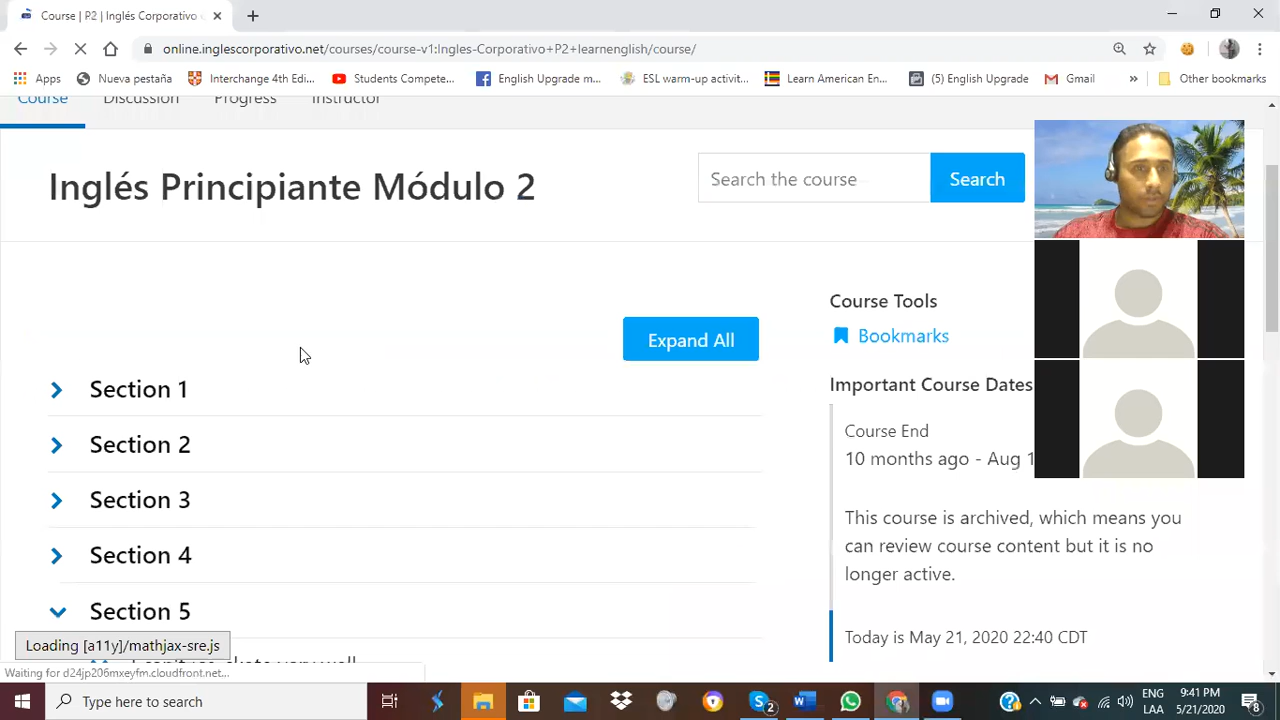 Course | P2 | Inglés Corporativo
online.inglescorporativo.net/courses/course-v1:Ingles-Corporativo+P2+learnenglish/course/
Apps
Nueva pestaña
Interchange 4th Edi...
Students Compete...
English Upgrade m...
ESL warm-up activit...
Learn American En...
(5) English Upgrade
Gmail
Other bookmarks
Course
Discussion
Progress
Instructor
Inglés Principiante Módulo 2
Search the course
Search
Expand All
Course Tools
Bookmarks
Important Course Dates
Section 1
Section 2
Section 3
Section 4
Section 5
Course End
10 months ago - Aug 1
This course is archived, which means you
can review course content but it is no
longer active.
Today is May 21, 2020 22:40 CDT
Loading [a11y]/mathjax-sre.js
Waiting for d24jp206mxeyfm.cloudfront.net...
Type here to search
2
ENG
LAA
9:41 PM
5/21/2020
8